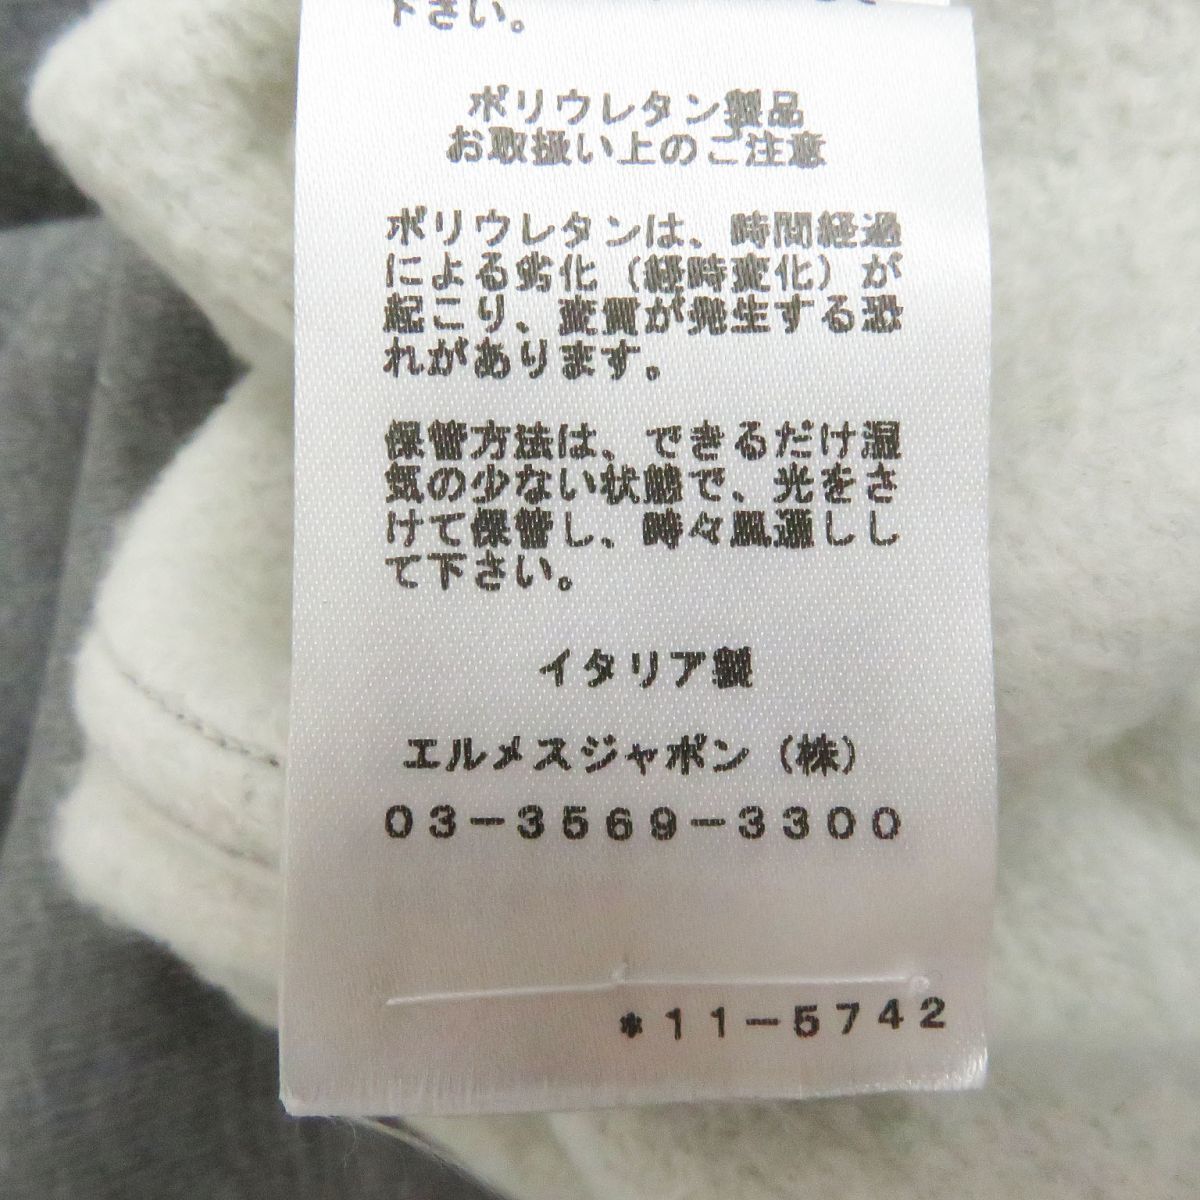 下さい。
ポリウレタン製品
お取扱い上のご注意
ポリウレタンは、時間経過
による劣化（経時変化）が
起こり、変質が発生する恐
れがあります。
保管方法は、できるだけ湿
気の少ない状態で、光をさ
けて保管し、時々風通しし
て下さい。
イタリア製
エルメスジャポン（株）
03-3569-3300
*11-5742